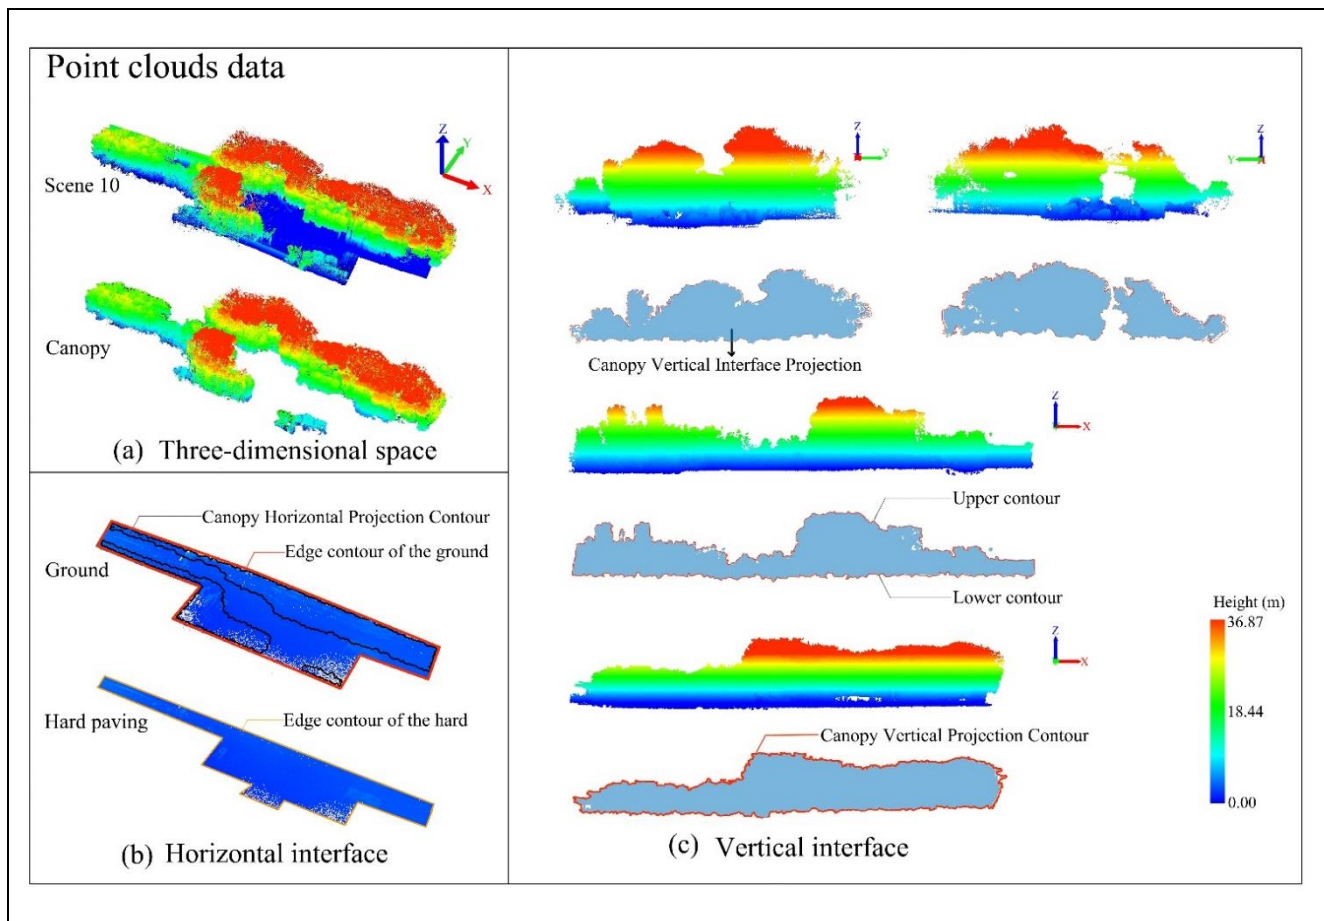 Point clouds data
Z
Y
X
Scene 10
Canopy
(a) Three-dimensional space
Canopy Horizontal Projection Contour
Edge contour of the ground
Ground
Hard paving
Edge contour of the hard
(b) Horizontal interface
Z
Y
Z
Y
Canopy Vertical Interface Projection
Z
X
Upper contour
Lower contour
Z
X
Canopy Vertical Projection Contour
Height (m)
36.87
18.44
0.00
(c) Vertical interface